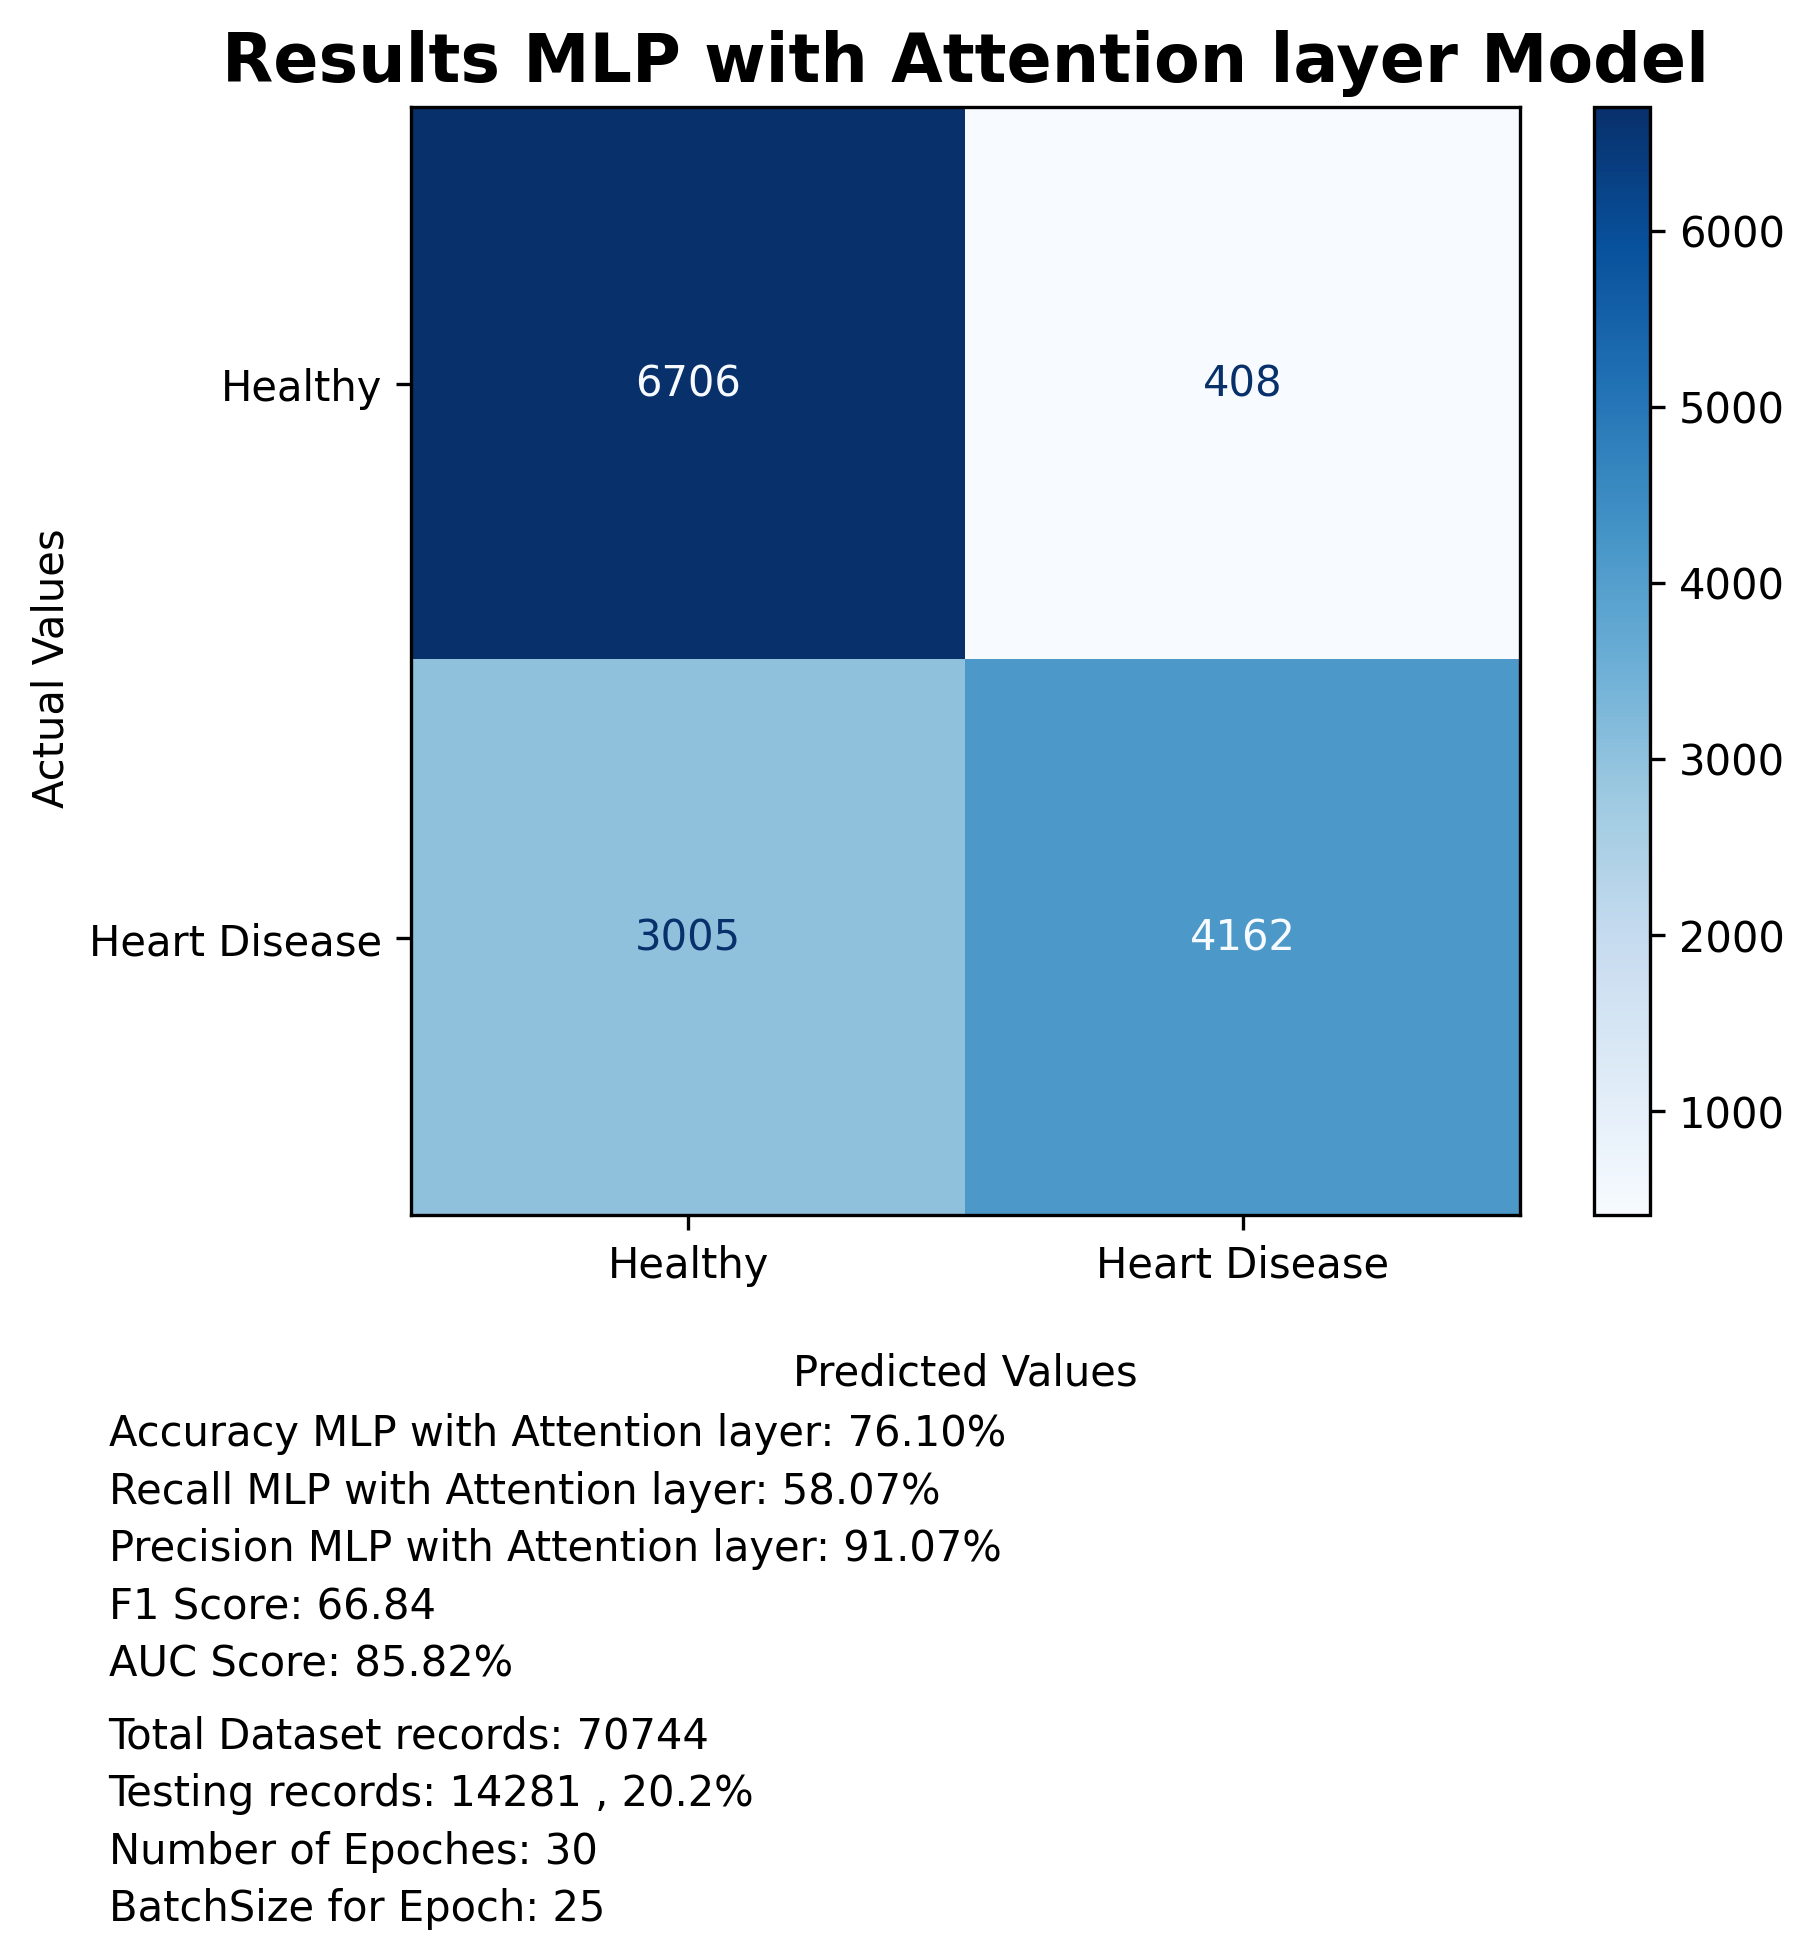 Results MLP with Attention layer Model
Healthy
6706
408
Actual Values
Heart Disease
3005
4162
6000
5000
4000
3000
2000
1000
Healthy
Heart Disease
Predicted Values
Accuracy MLP with Attention layer: 76.10%
Recall MLP with Attention layer: 58.07%
Precision MLP with Attention layer: 91.07%
F1 Score: 66.84
AUC Score: 85.82%
Total Dataset records: 70744
Testing records: 14281 , 20.2%
Number of Epoches: 30
BatchSize for Epoch: 25